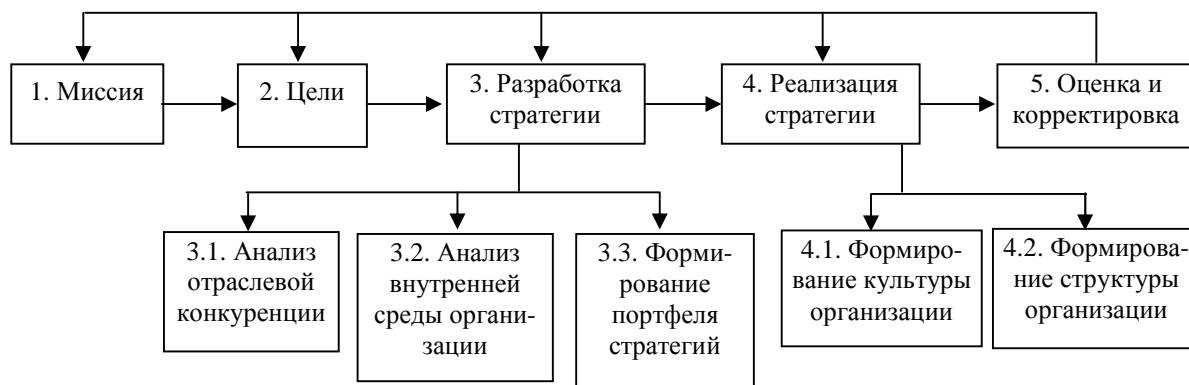 1. Миссия
2. Цели
3. Разработка
стратегии
4. Реализация
стратегии
5. Оценка и
корректировка
3.1. Анализ
отраслевой
конкуренции
3.2. Анализ
внутренней
среды органи-
зации
3.3. Форми-
рование
портфеля
стратегий
4.1. Формиро-
вание культуры
организации
4.2. Формирова-
ние структуры
организации